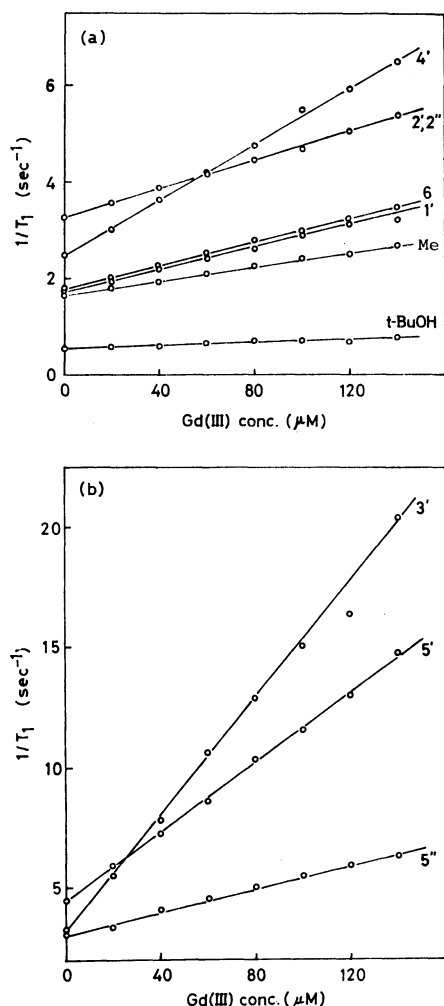 (a)
4'
2', 2"
6
1'
Me
t-BuOH
6
4
2
0
1/T₁ (sec⁻¹)
0 40 80 120
Gd(III) conc. (μM)
(b)
3'
5'
5"
20
15
10
5
1/T₁ (sec⁻¹)
0 40 80 120
Gd(III) conc. (μM)